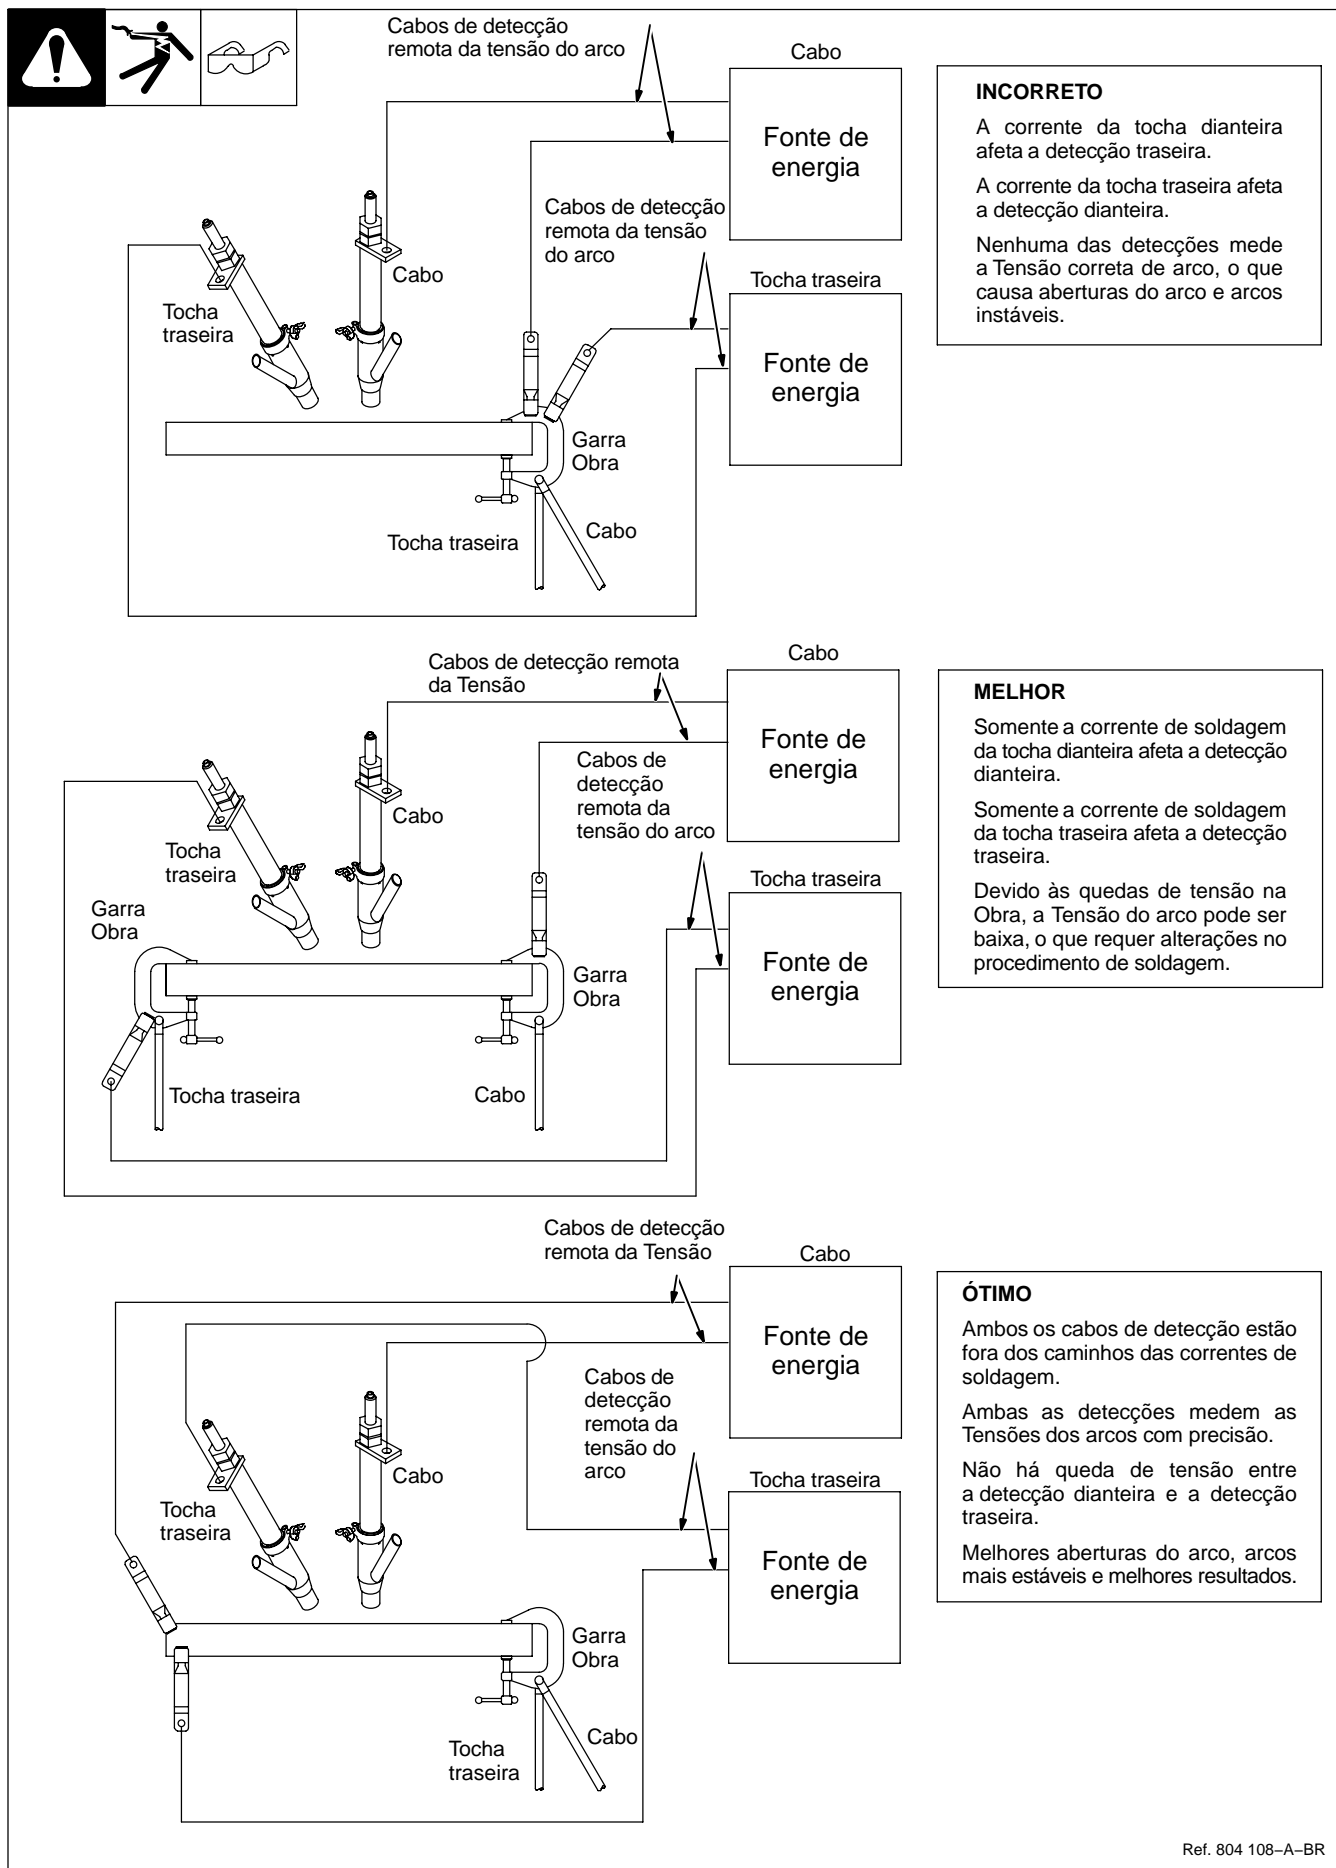 Cabos de detecção
remota da tensão do arco
Cabo
Fonte de
energia
INCORRETO
A corrente da tocha dianteira
afeta a detecção traseira.
A corrente da tocha traseira afeta
a detecção dianteira.
Nenhuma das detecções mede
a Tensão correta de arco, o que
causa aberturas do arco e arcos
instáveis.
Cabos de detecção
remota da tensão
do arco
Cabo
Tocha
traseira
Tocha traseira
Fonte de
energia
Garra
Obra
Tocha traseira
Cabo
Cabos de detecção remota
da Tensão
Cabo
Fonte de
energia
MELHOR
Somente a corrente de soldagem
da tocha dianteira afeta a detecção
dianteira.
Somente a corrente de soldagem
da tocha traseira afeta a detecção
traseira.
Devido às quedas de tensão na
Obra, a Tensão do arco pode ser
baixa, o que requer alterações no
procedimento de soldagem.
Cabos de
detecção
remota da
tensão do arco
Cabo
Tocha
traseira
Tocha traseira
Fonte de
energia
Garra
Obra
Garra
Obra
Tocha traseira
Cabo
Cabos de detecção
remota da Tensão
Cabo
Fonte de
energia
ÓTIMO
Ambos os cabos de detecção estão
fora dos caminhos das correntes de
soldagem.
Ambas as detecções medem as
Tensões dos arcos com precisão.
Não há queda de tensão entre
a detecção dianteira e a detecção
traseira.
Melhores aberturas do arco, arcos
mais estáveis e melhores resultados.
Cabos de
detecção
remota da
tensão do
arco
Cabo
Tocha
traseira
Tocha traseira
Fonte de
energia
Garra
Obra
Tocha
traseira
Cabo
Ref. 804 108−A−BR